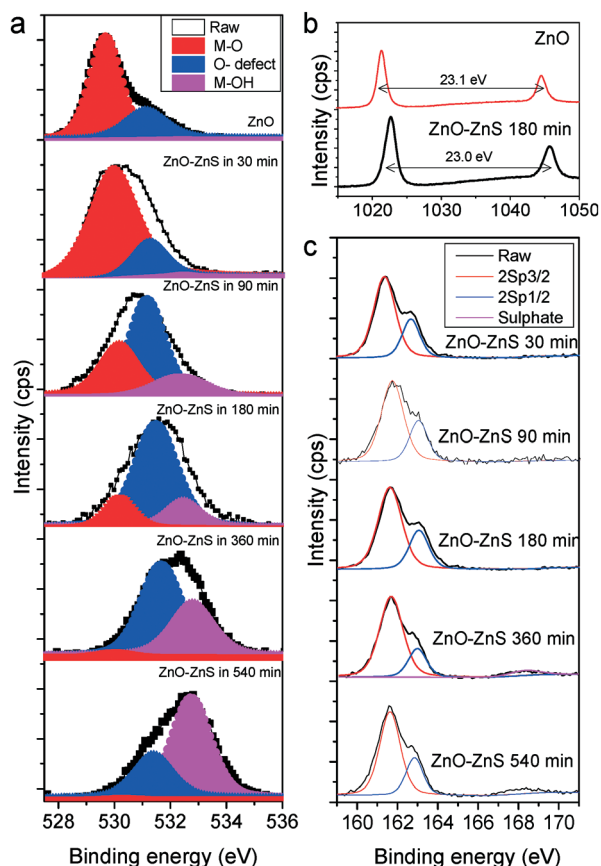 a
Raw
M-O
O- defect
M-OH
ZnO
ZnO-ZnS in 30 min
ZnO-ZnS in 90 min
ZnO-ZnS in 180 min
ZnO-ZnS in 360 min
ZnO-ZnS in 540 min
Intensity (cps)
528 530 532 534 536
Binding energy (eV)
b
ZnO
23.1 eV
ZnO-ZnS 180 min
23.0 eV
Intensity (cps)
1020 1030 1040 1050
c
Raw
2Sp3/2
2Sp1/2
Sulphate
ZnO-ZnS 30 min
ZnO-ZnS 90 min
ZnO-ZnS 180 min
ZnO-ZnS 360 min
ZnO-ZnS 540 min
Intensity (cps)
160 162 164 166 168 170
Binding energy (eV)